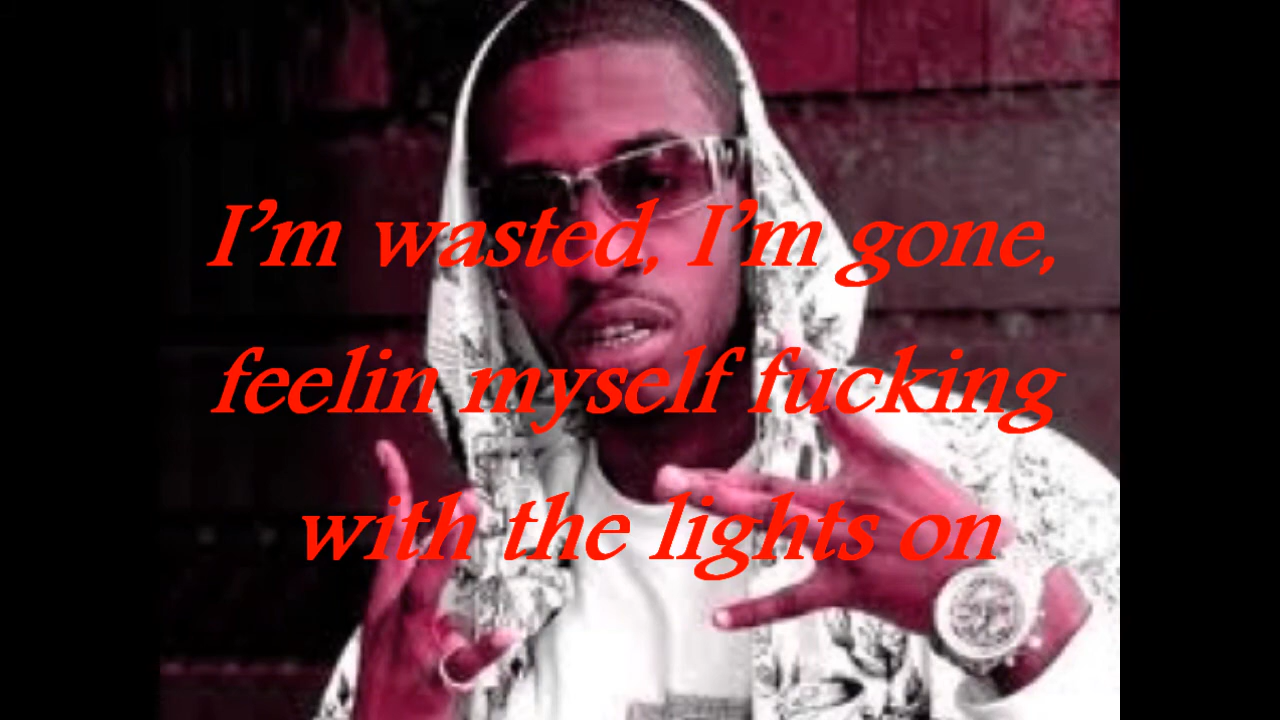 I'm wasted, I'm gone,
feelin myself fucking
with the lights on